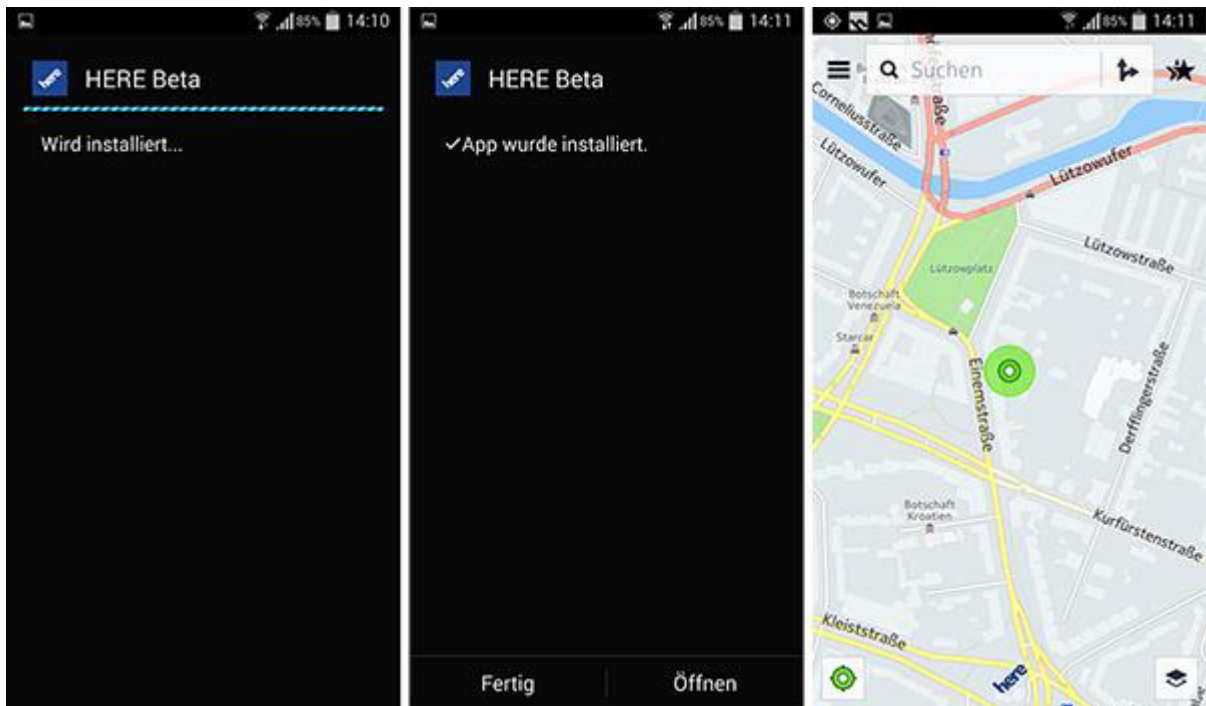 85% 14:10
HERE Beta
Wird installiert...
85% 14:11
HERE Beta
✓App wurde installiert.
Fertig
Öffnen
85% 14:11
Suchen
Corneliusstraße
Lützowufer
Lützowufer
Lützowstraße
Lützowplatz
Botschaft
Venezuela
Starcar
Einemstraße
Derfflingerstraße
Botschaft
Kroatien
Kurfürstenstraße
Kleiststraße
here